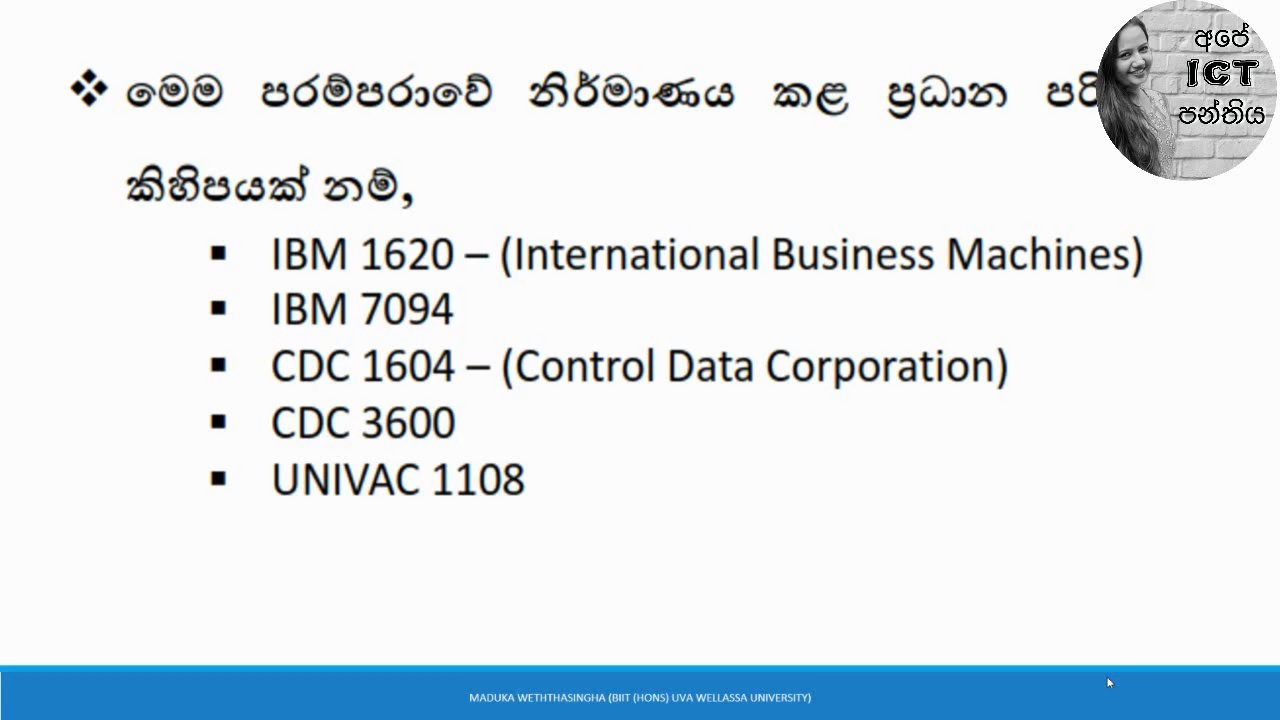 අපේ
ICT
පන්තිය
❖ මෙම පරම්පරාවේ නිර්මාණය කළ ප්‍රධාන
කිහිපයක් නම්,
▪ IBM 1620 – (International Business Machines)
▪ IBM 7094
▪ CDC 1604 – (Control Data Corporation)
▪ CDC 3600
▪ UNIVAC 1108
MADUKA WETHTHASINGHA (BIIT (HONS) UVA WELLASSA UNIVERSITY)